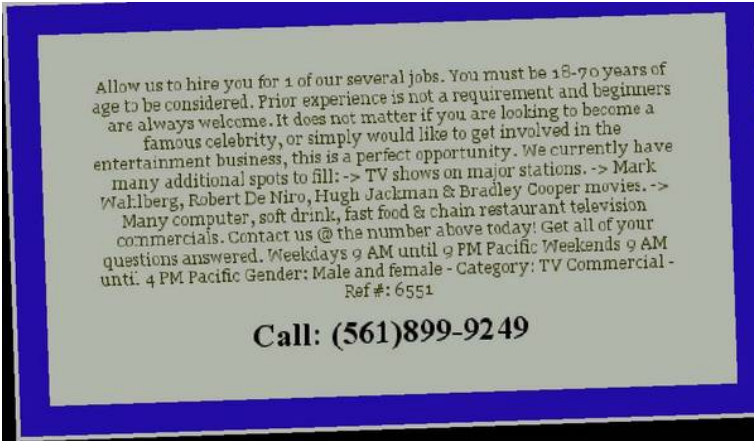 Allow us to hire you for 1 of our several jobs. You must be 18-70 years of
age to be considered. Prior experience is not a requirement and beginners
are always welcome. It does not matter if you are looking to become a
famous celebrity, or simply would like to get involved in the
entertainment business, this is a perfect opportunity. We currently have
many additional spots to fill: -> TV shows on major stations. -> Mark
Wahlberg, Robert De Niro, Hugh Jackman & Bradley Cooper movies. ->
Many computer, soft drink, fast food & chain restaurant television
commercials. Contact us @ the number above today! Get all of your
questions answered. Weekdays 9 AM until 9 PM Pacific Weekends 9 AM
until 4 PM Pacific Gender: Male and female - Category: TV Commercial -
Ref #: 6551
Call: (561)899-9249